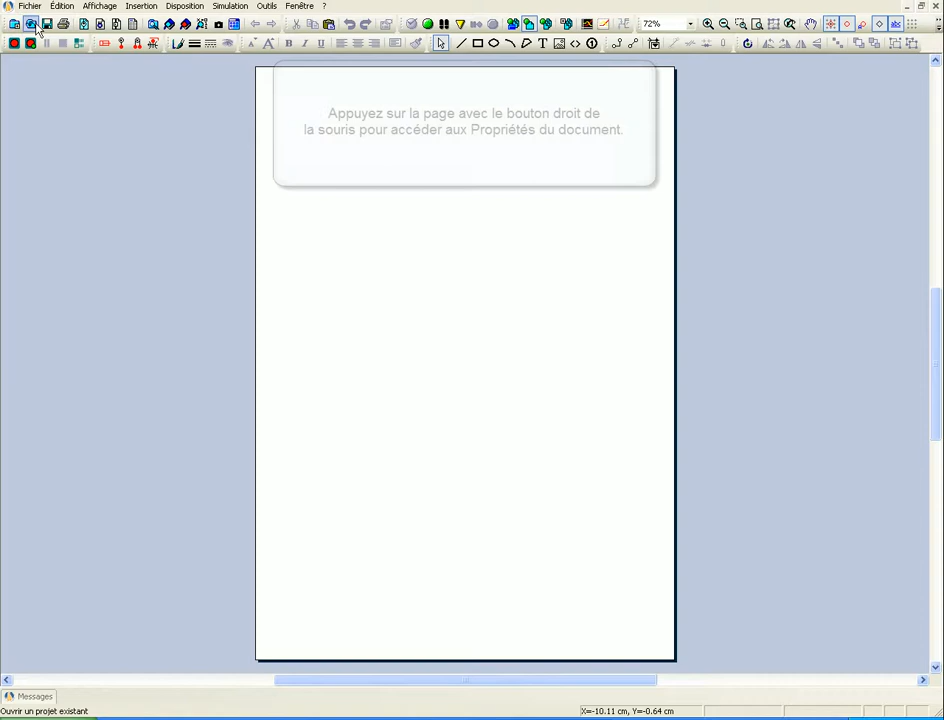 Fichier Édition Affichage Insertion Disposition Simulation Outils Fenêtre ?
72%
Appuyez sur la page avec le bouton droit de
la souris pour accéder aux Propriétés du document.
Messages
Ouvrir un projet existant X=-10.11 cm, Y=-0.64 cm